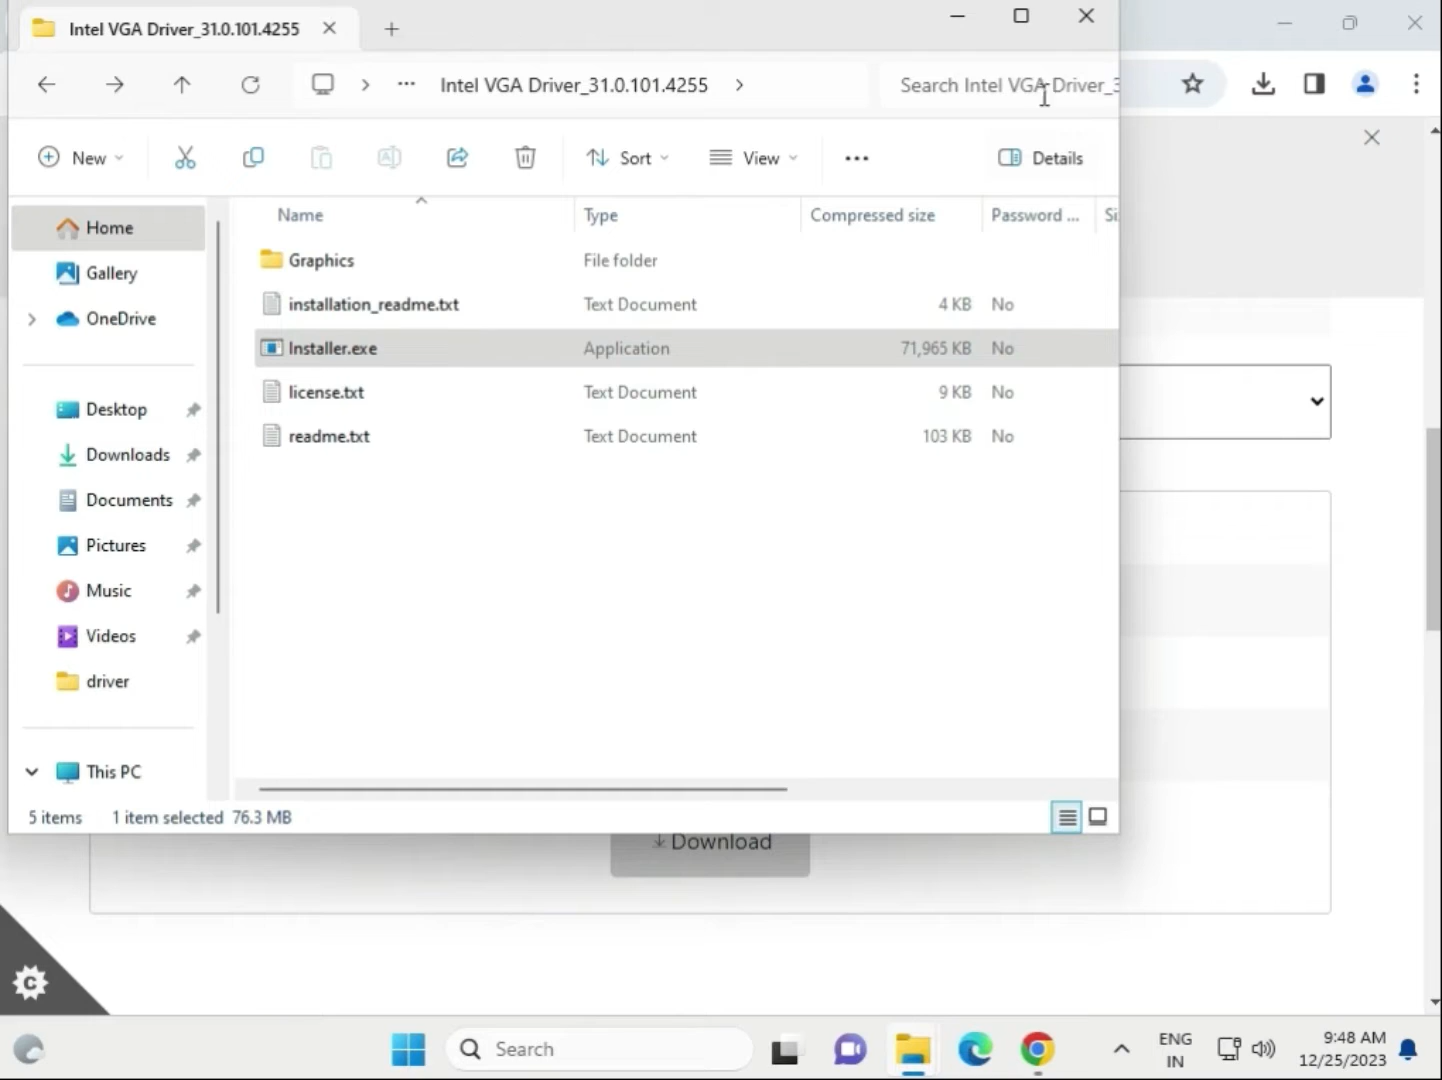 Intel VGA Driver_31.0.101.4255
Intel VGA Driver_31.0.101.4255
Search Intel VGA Driver_3
New
Sort
View
Details
Name
Type
Compressed size
Password ...
Si
Home
Gallery
OneDrive
Desktop
Downloads
Documents
Pictures
Music
Videos
driver
This PC
Graphics File folder
installation_readme.txt Text Document 4 KB No
Installer.exe Application 71,965 KB No
license.txt Text Document 9 KB No
readme.txt Text Document 103 KB No
5 items 1 item selected 76.3 MB
Download
Search
ENG
IN
9:48 AM
12/25/2023